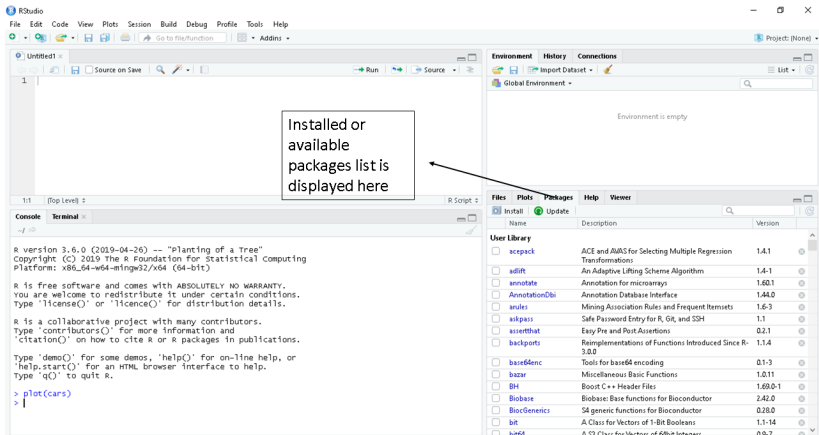 RStudio
File Edit Code View Plots Session Build Debug Profile Tools Help
Go to file/function Addins
Project: (None)
Untitled1
Source on Save Run Source
1
1:1 (Top Level) R Script
Installed or
available
packages list is
displayed here
Console Terminal
~/
R version 3.6.0 (2019-04-26) -- "Planting of a Tree"
Copyright (C) 2019 The R Foundation for Statistical Computing
Platform: x86_64-w64-mingw32/x64 (64-bit)
R is free software and comes with ABSOLUTELY NO WARRANTY.
You are welcome to redistribute it under certain conditions.
Type 'license()' or 'licence()' for distribution details.
R is a collaborative project with many contributors.
Type 'contributors()' for more information and
'citation()' on how to cite R or R packages in publications.
Type 'demo()' for some demos, 'help()' for on-line help, or
'help.start()' for an HTML browser interface to help.
Type 'q()' to quit R.
> plot(cars)
>
Environment History Connections
Import Dataset List
Global Environment
Environment is empty
Files Plots Packages Help Viewer
Install Update
Name Description Version
User Library
acepack ACE and AVAS for Selecting Multiple Regression 1.4.1
Transformations
adlift An Adaptive Lifting Scheme Algorithm 1.4-1
annotate Annotation for microarrays 1.60.1
AnnotationDbi Annotation Database Interface 1.44.0
arules Mining Association Rules and Frequent Itemsets 1.6-3
askpass Safe Password Entry for R, Git, and SSH 1.1
assertthat Easy Pre and Post Assertions 0.2.1
backports Reimplementations of Functions Introduced Since R- 1.1.4
3.0.0
base64enc Tools for base64 encoding 0.1-3
bazar Miscellaneous Basic Functions 1.0.11
BH Boost C++ Header Files 1.69.0-1
Biobase Biobase: Base functions for Bioconductor 2.42.0
BiocGenerics S4 generic functions for Bioconductor 0.28.0
bit A Class for Vectors of 1-Bit Booleans 1.1-14
bit64 A S3 Class for Vectors of 64bit Integers 0.9-7